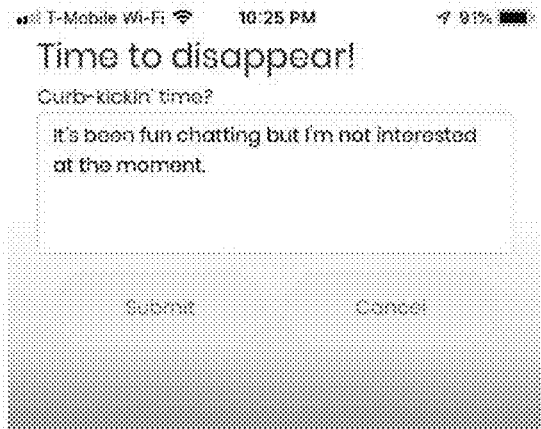 T-Mobile Wi-Fi 10:25 PM 91%
Time to disappear!
Curb-kickin' time?
It's been fun chatting but I'm not interested
at the moment.
Submit Cancel